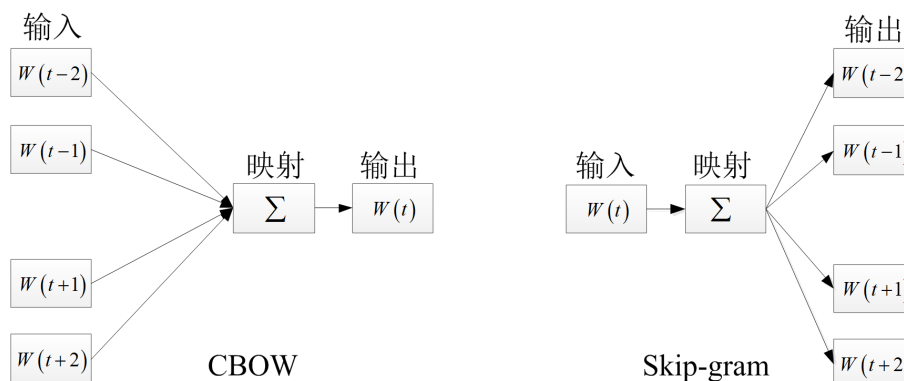 输入
W(t−2)
W(t−1)
W(t+1)
W(t+2)
映射
∑
输出
W(t)
CBOW
输入
W(t)
映射
∑
输出
W(t−2
W(t−1)
W(t+1)
W(t+2
Skip-gram